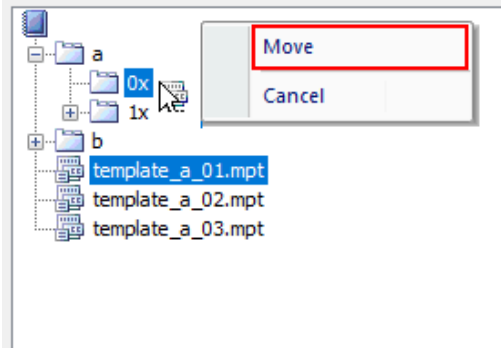 a
0x
1x
b
template_a_01.mpt
template_a_02.mpt
template_a_03.mpt
Move
Cancel